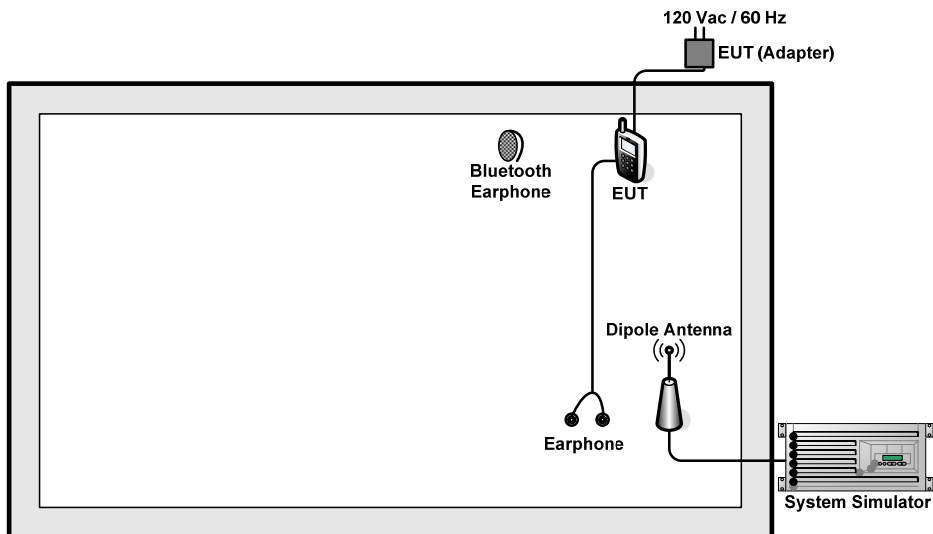 120 Vac / 60 Hz
EUT (Adapter)
Bluetooth
Earphone
EUT
Dipole Antenna
Earphone
System Simulator